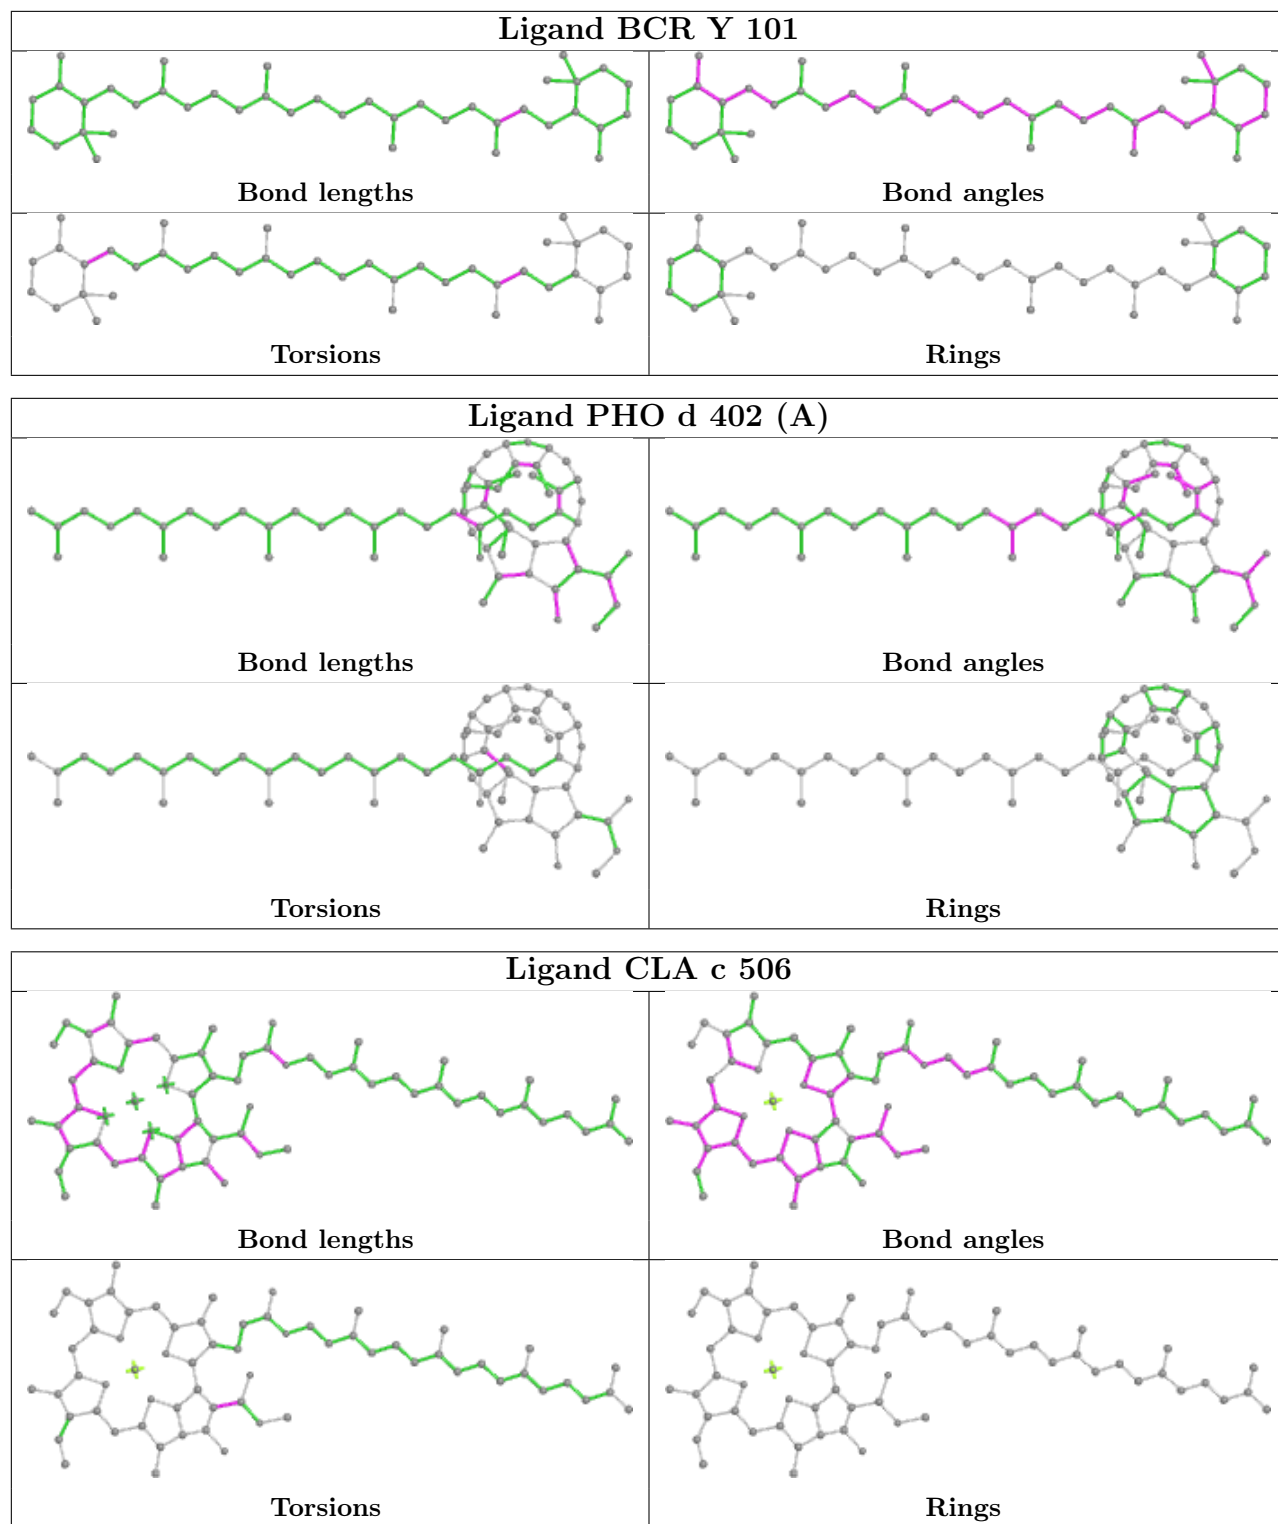 Ligand BCR Y 101
Bond lengths
Bond angles
Torsions
Rings
Ligand PHO d 402 (A)
Bond lengths
Bond angles
Torsions
Rings
Ligand CLA c 506
Bond lengths
Bond angles
Torsions
Rings